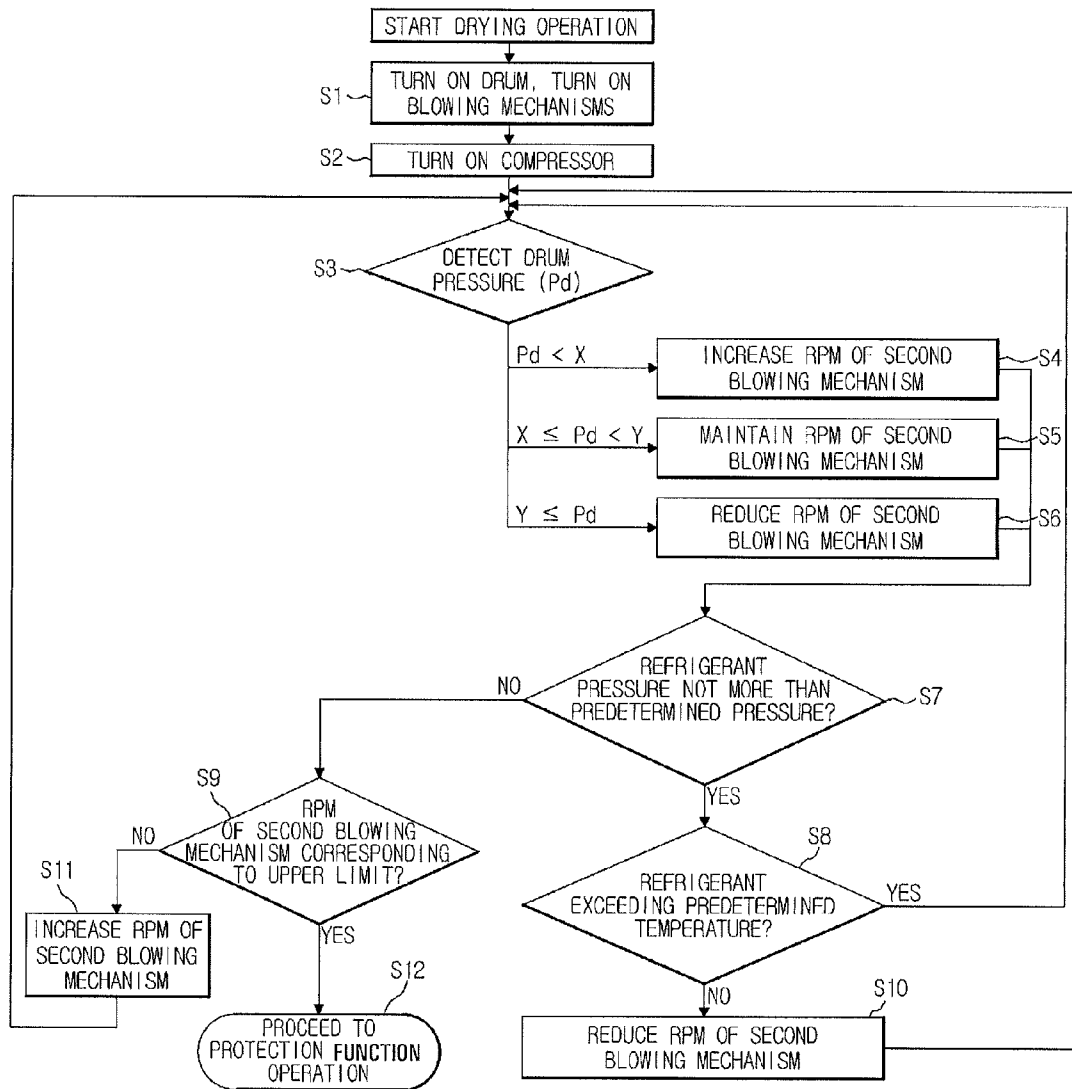 START DRYING OPERATION
S1
TURN ON DRUM, TURN ON
BLOWING MECHANISMS
S2
TURN ON COMPRESSOR
S3
DETECT DRUM
PRESSURE (Pd)
Pd < X
INCREASE RPM OF SECOND
BLOWING MECHANISM
S4
X ≤ Pd < Y
MAINTAIN RPM OF SECOND
BLOWING MECHANISM
S5
Y ≤ Pd
REDUCE RPM OF SECOND
BLOWING MECHANISM
S6
REFRIGERANT
PRESSURE NOT MORE THAN
PREDETERMINED PRESSURE?
S7
NO
YES
S9
RPM
OF SECOND BLOWING
MECHANISM CORRESPONDING
TO UPPER LIMIT?
NO
YES
S8
REFRIGERANT
EXCEEDING PREDETERMINED
TEMPERATURE?
YES
NO
S11
INCREASE RPM OF
SECOND BLOWING
MECHANISM
S12
PROCEED TO
PROTECTION FUNCTION
OPERATION
S10
REDUCE RPM OF SECOND
BLOWING MECHANISM